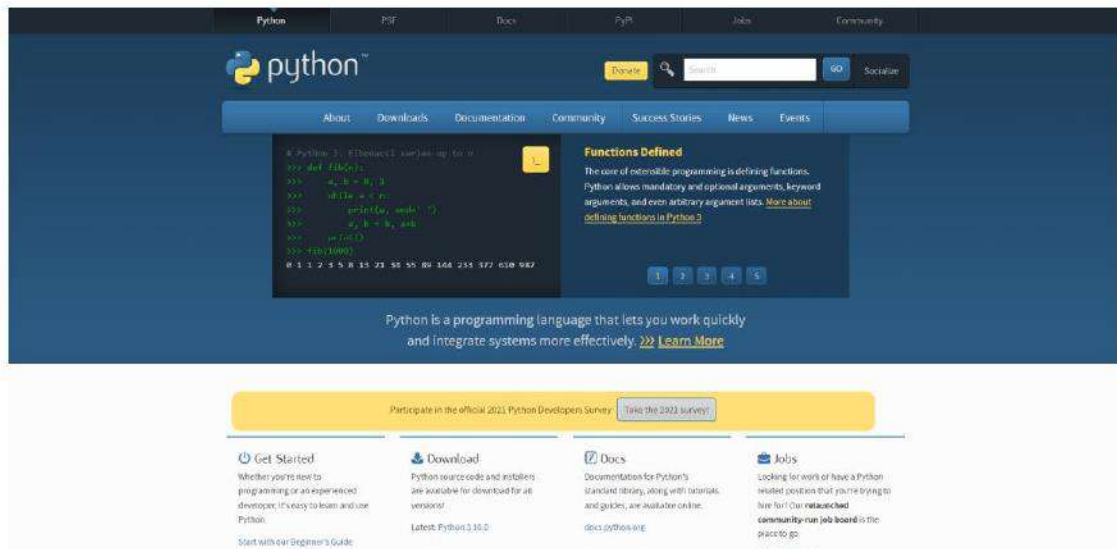 Python PSF Docs PyPI Jobs Community
python™
Donate Search GO Socialize
About Downloads Documentation Community Success Stories News Events
# Python 3: Fibonacci series up to n
>>> def fib(n):
>>> a, b = 0, 1
>>> while a < n:
>>> print(a, end=' ')
>>> a, b = b, a+b
>>> print()
>>> fib(1000)
0 1 1 2 3 5 8 13 21 34 55 89 144 233 377 610 987
>_
Functions Defined
The core of extensible programming is defining functions.
Python allows mandatory and optional arguments, keyword
arguments, and even arbitrary argument lists. More about
defining functions in Python 3
1 2 3 4 5
Python is a programming language that lets you work quickly
and integrate systems more effectively. >>> Learn More
Participate in the official 2021 Python Developers Survey Take the 2021 survey!
Get Started
Whether you're new to
programming or an experienced
developer, it's easy to learn and use
Python.
Start with our Beginner's Guide
Download
Python source code and installers
are available for download for all
versions!
Latest: Python 3.10.0
Docs
Documentation for Python's
standard library, along with tutorials
and guides, are available online.
docs.python.org
Jobs
Looking for work or have a Python
related position that you're trying to
hire for? Our relaunched
community-run job board is the
place to go.